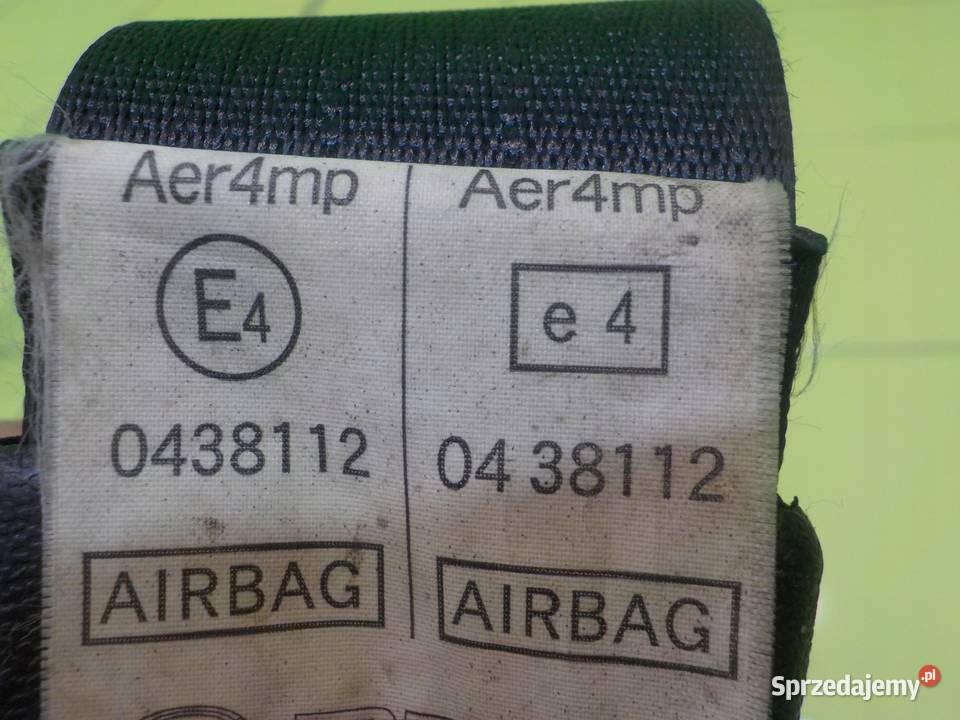 Aer4mp
E4
0438112
AIRBAG
Aer4mp
e 4
04 38112
AIRBAG
Sprzedajemy.pl